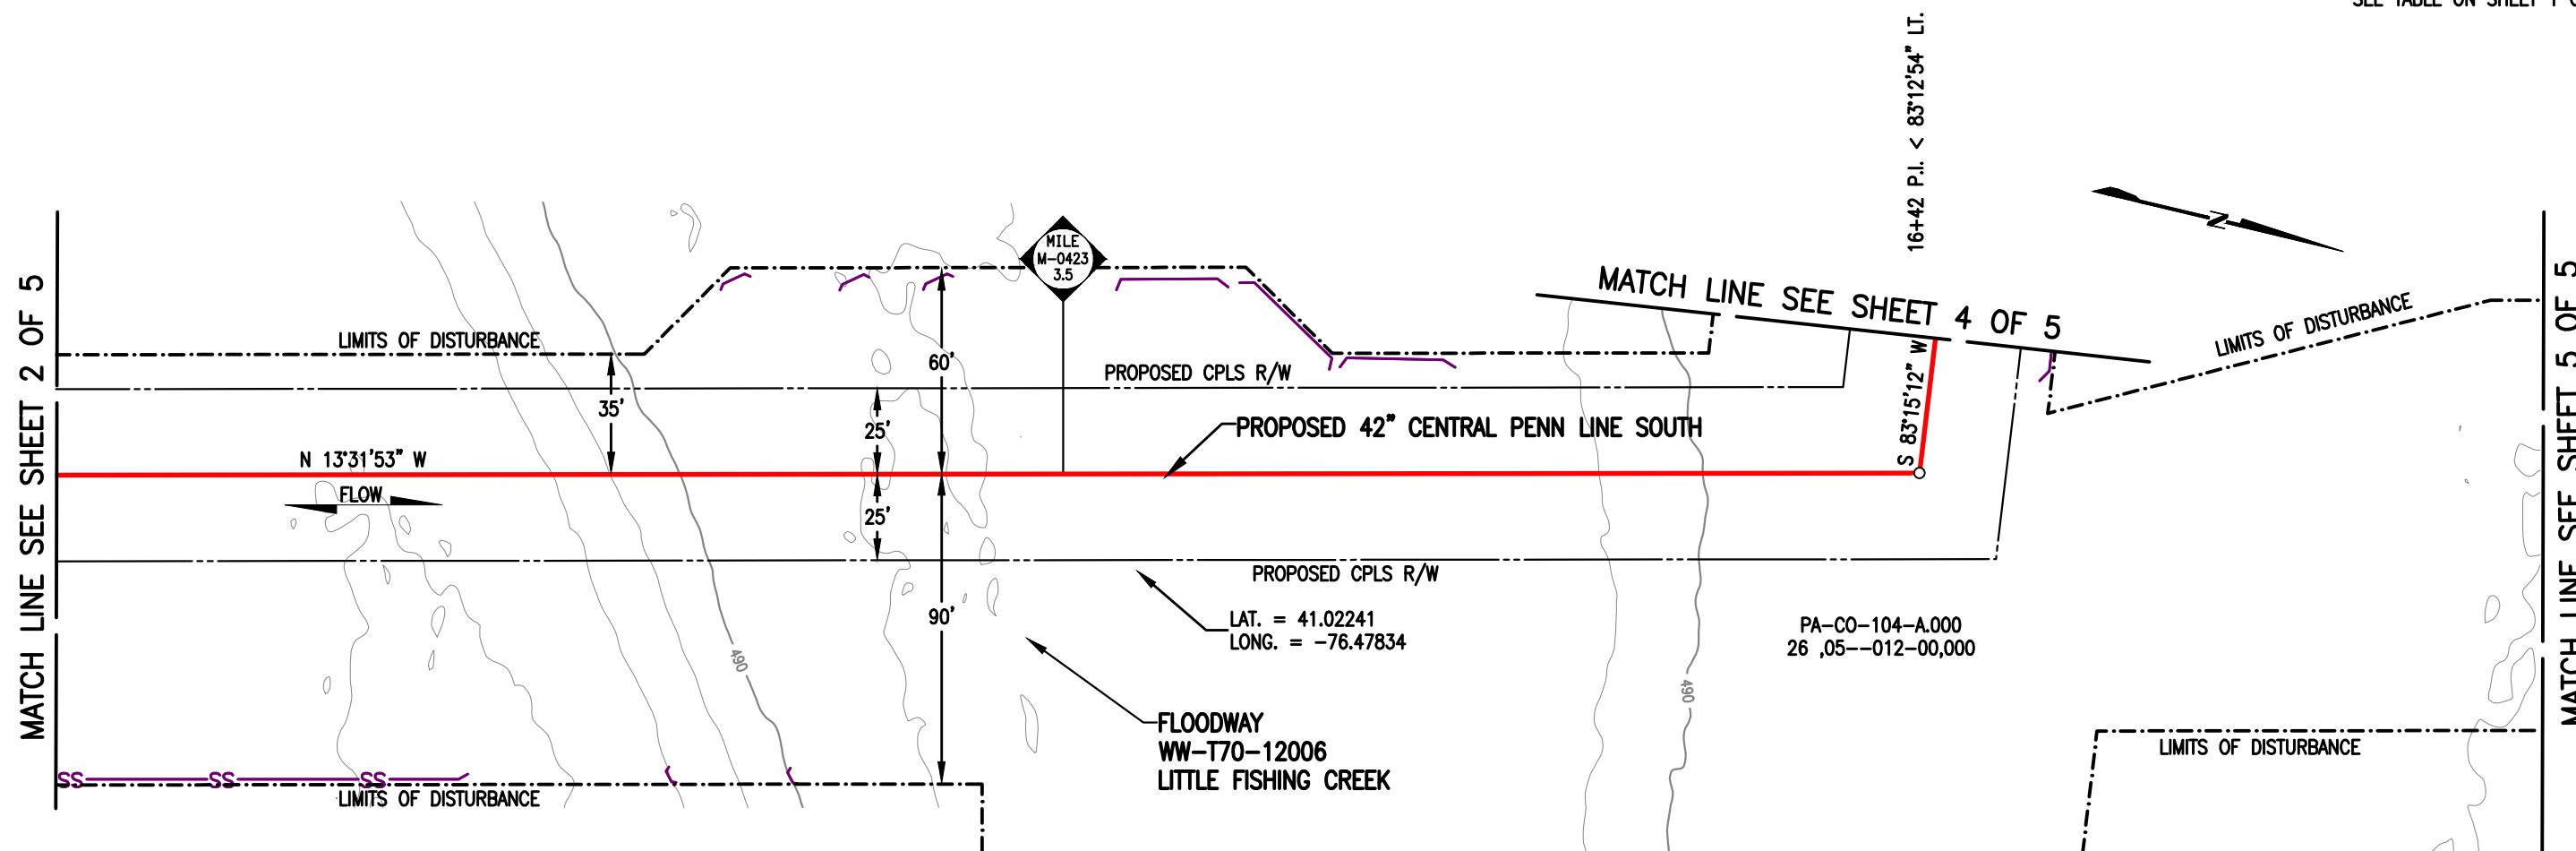 16+42 P.I. < 83°12'54" LT.
MATCH LINE SEE SHEET 2 OF 5
LIMITS OF DISTURBANCE
35'
N 13°31'53" W
FLOW
60'
25'
25'
90'
MILE
M-0423
3.5
PROPOSED CPLS R/W
PROPOSED 42" CENTRAL PENN LINE SOUTH
PROPOSED CPLS R/W
LAT. = 41.02241
LONG. = -76.47834
FLOODWAY
WW-T70-12006
LITTLE FISHING CREEK
490
490
SS SS SS
LIMITS OF DISTURBANCE
MATCH LINE SEE SHEET 4 OF 5
S 83°15'12" W
N
LIMITS OF DISTURBANCE
PA-CO-104-A.000
26 ,05--012-00,000
LIMITS OF DISTURBANCE
MATCH LINE SEE SHEET 5 OF 5